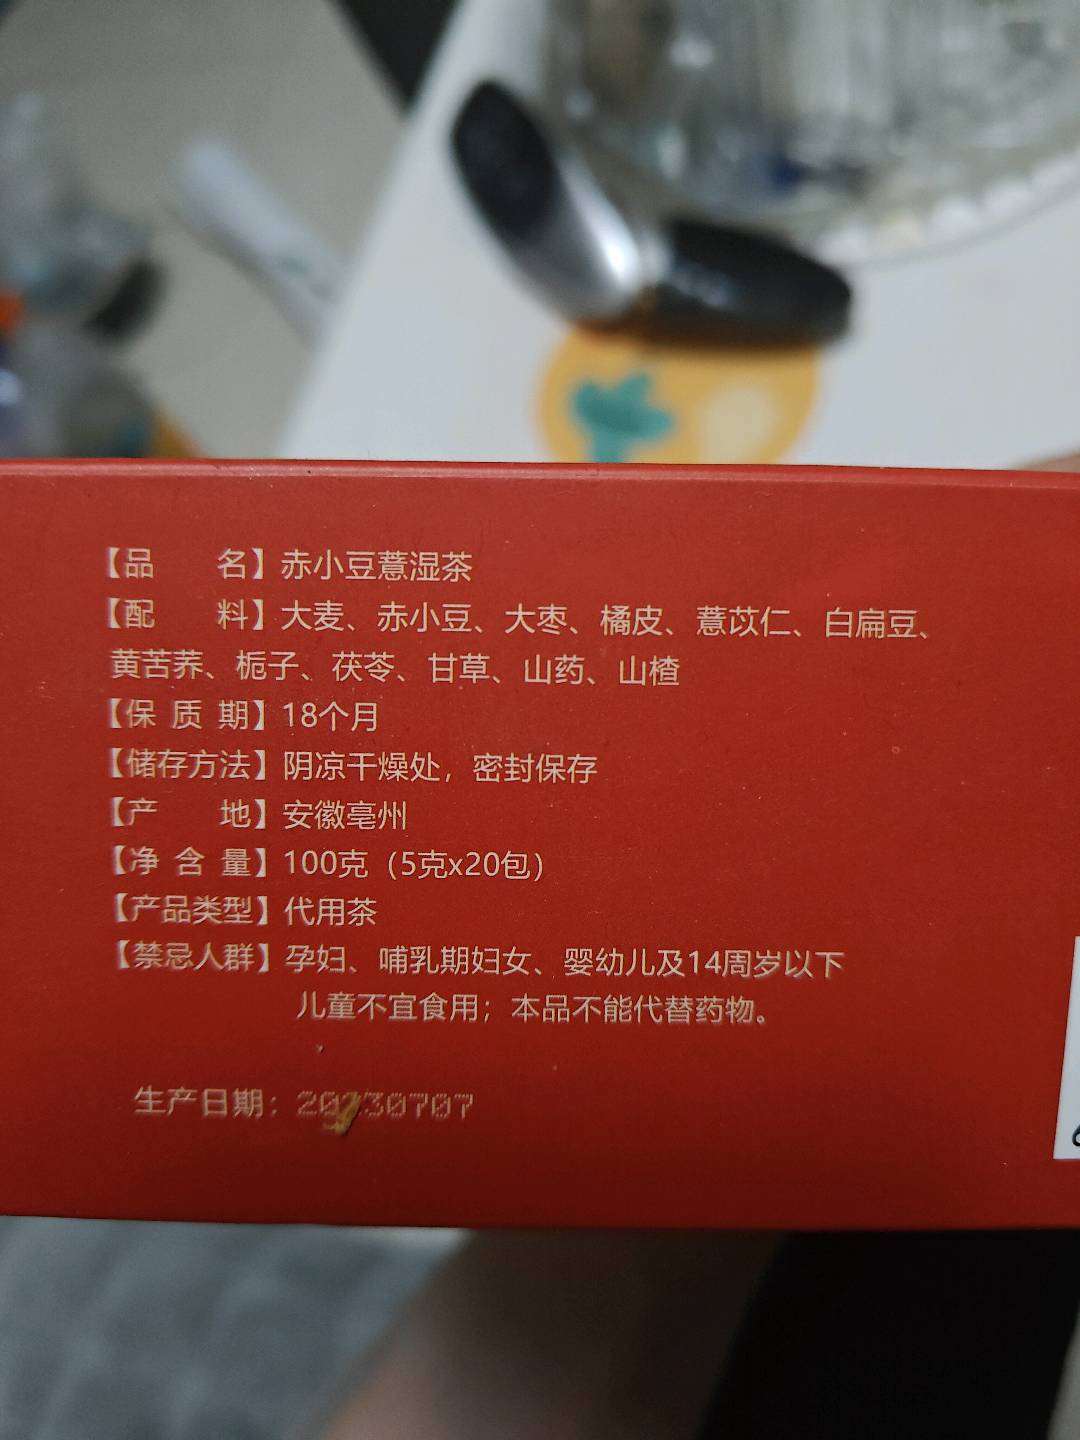 【品名】赤小豆薏湿茶
【配料】大麦、赤小豆、大枣、橘皮、薏苡仁、白扁豆、
黄苦荞、栀子、茯苓、甘草、山药、山楂
【保质期】18个月
【储存方法】阴凉干燥处，密封保存
【产地】安徽亳州
【净含量】100克（5克x20包）
【产品类型】代用茶
【禁忌人群】孕妇、哺乳期妇女、婴幼儿及14周岁以下
儿童不宜食用；本品不能代替药物。
生产日期：20230707